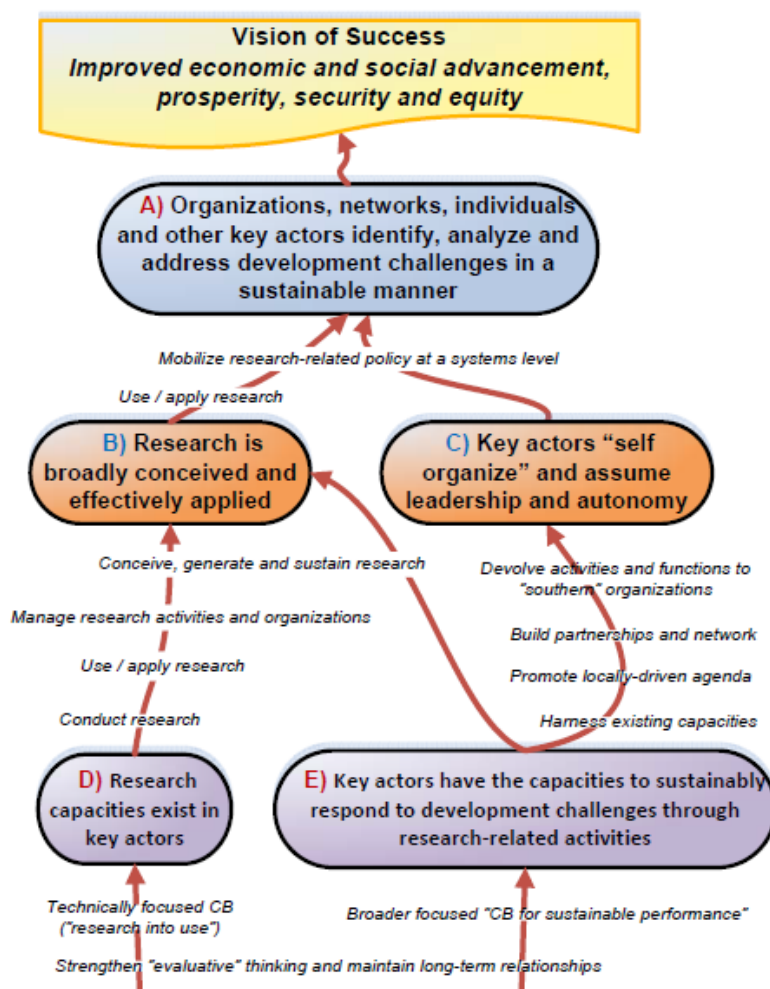 Vision of Success
Improved economic and social advancement,
prosperity, security and equity
A) Organizations, networks, individuals
and other key actors identify, analyze and
address development challenges in a
sustainable manner
Mobilize research-related policy at a systems level
Use / apply research
B) Research is
broadly conceived and
effectively applied
C) Key actors “self
organize” and assume
leadership and autonomy
Conceive, generate and sustain research
Devolve activities and functions to
"southern" organizations
Manage research activities and organizations
Build partnerships and network
Use / apply research
Promote locally-driven agenda
Conduct research
Harness existing capacities
D) Research
capacities exist in
key actors
E) Key actors have the capacities to sustainably
respond to development challenges through
research-related activities
Technically focused CB
("research into use")
Broader focused "CB for sustainable performance"
Strengthen "evaluative" thinking and maintain long-term relationships